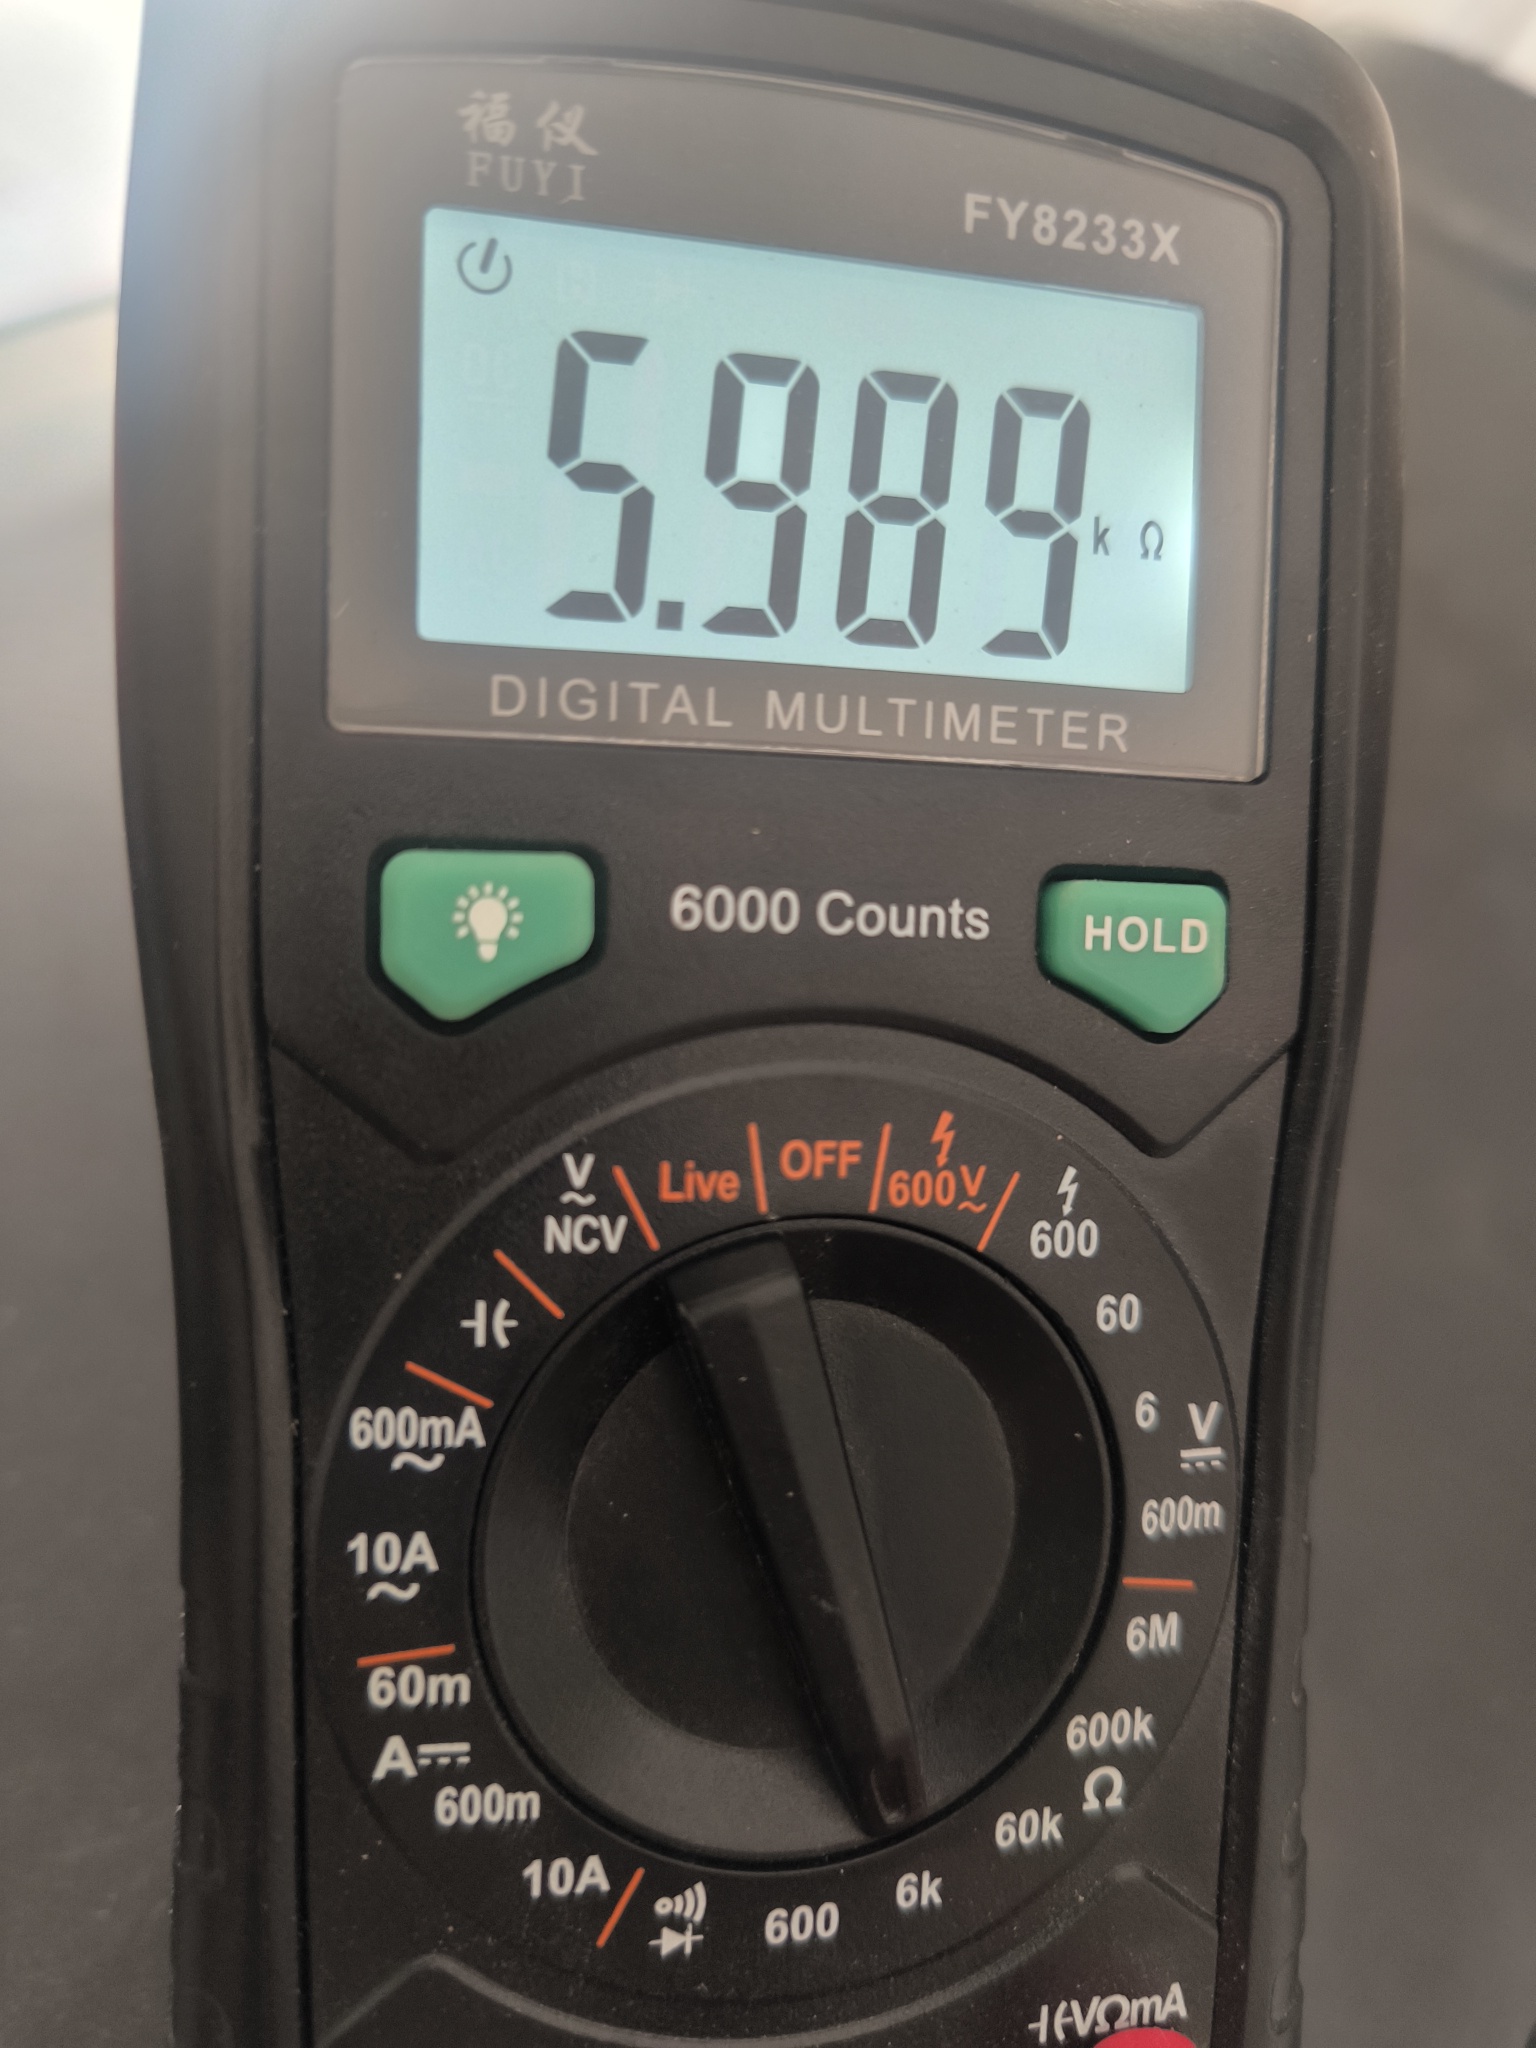 福仪
FUYI
FY8233X
5.989 k Ω
DIGITAL MULTIMETER
6000 Counts
HOLD
Live
OFF
600V~
V~
NCV
600
60
6
V
600m
600mA~
10A~
60m
A
600m
10A
6M
600k
Ω
60k
6k
600
VΩmA